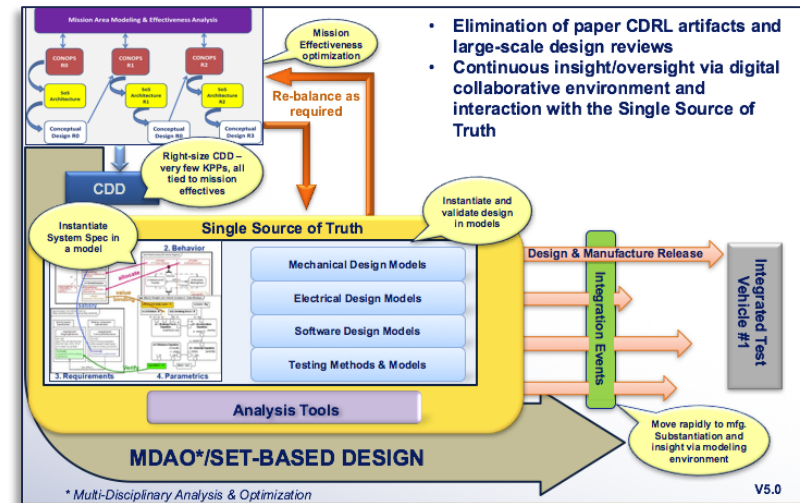 Mission Area Modeling & Effectiveness Analysis
CONOPS
R0
CONOPS
R1
CONOPS
R2
SoS
Architecture
SoS
Architecture
R1
SoS
Architecture
R2
Conceptual Design R0
Conceptual Design R0
Conceptual Design R3
Mission
Effectiveness
optimization
Re-balance as
required
• Elimination of paper CDRL artifacts and
large-scale design reviews
• Continuous insight/oversight via digital
collaborative environment and
interaction with the Single Source of
Truth
CDD
Right-size CDD –
very few KPPs, all
tied to mission
effectives
Instantiate
System Spec in
a model
Single Source of Truth
Instantiate and
validate design
in models
2. Behavior
allocate
value
Verify
3. Requirements
4. Parametrics
Mechanical Design Models
Electrical Design Models
Software Design Models
Testing Methods & Models
Analysis Tools
Design & Manufacture Release
Integration Events
Integrated Test
Vehicle #1
Move rapidly to mfg.
Substantiation and
insight via modeling
environment
MDAO*/SET-BASED DESIGN
* Multi-Disciplinary Analysis & Optimization
V5.0